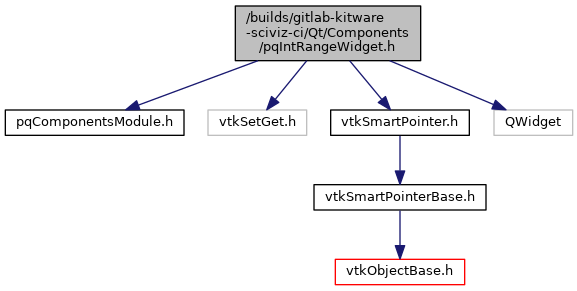 /builds/gitlab-kitware
-sciviz-ci/Qt/Components
/pqIntRangeWidget.h
pqComponentsModule.h
vtkSetGet.h
vtkSmartPointer.h
QWidget
vtkSmartPointerBase.h
vtkObjectBase.h